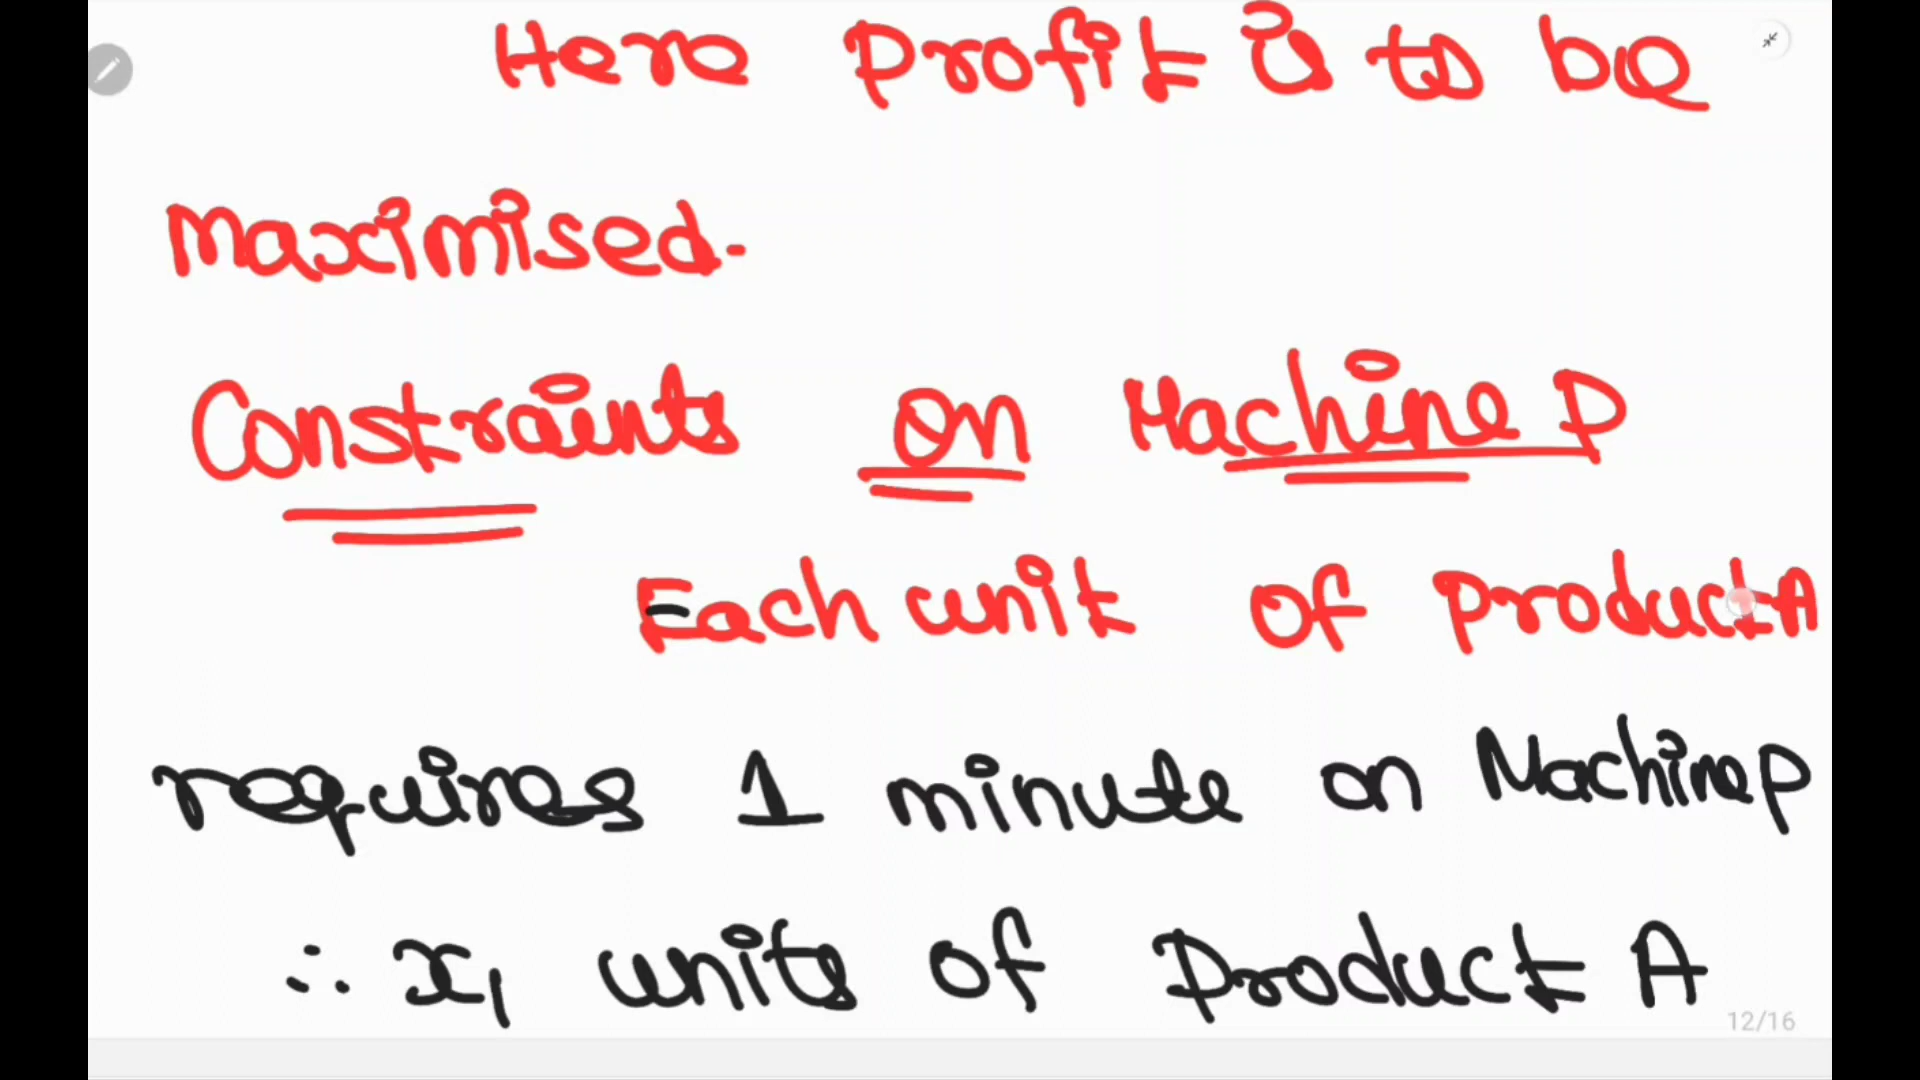 Here Profit is to be
Maximised.
Constraints on Machine P
Each unit of product A
requires 1 minute on Machine P
∴ x₁ units of Product A
12/16